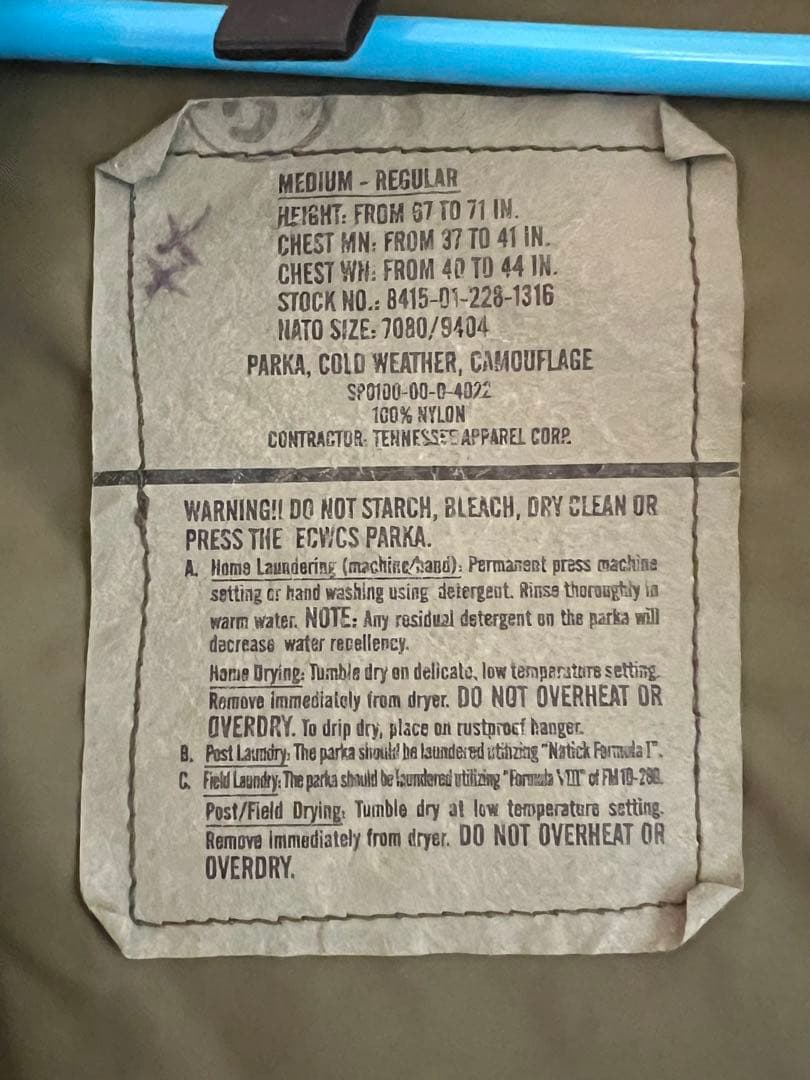 MEDIUM - REGULAR
HEIGHT: FROM 67 TO 71 IN.
CHEST MN: FROM 37 TO 41 IN.
CHEST WH: FROM 40 TO 44 IN.
STOCK NO.: 8415-01-228-1316
NATO SIZE: 7080/9404
PARKA, COLD WEATHER, CAMOUFLAGE
SPO100-00-D-4022
100% NYLON
CONTRACTOR: TENNESSEE APPAREL CORP.
WARNING!! DO NOT STARCH, BLEACH, DRY CLEAN OR
PRESS THE ECWCS PARKA.
A. Home Laundering (machine/hand): Permanent press machine
setting or hand washing using detergent. Rinse thoroughly in
warm water. NOTE: Any residual detergent on the parka will
decrease water repellency.
Home Drying: Tumble dry on delicate, low temperature setting.
Remove immediately from dryer. DO NOT OVERHEAT OR
OVERDRY. To drip dry, place on rustproof hanger.
B. Post Laundry: The parka should be laundered utilizing "Natick Formula I".
C. Field Laundry: The parka should be laundered utilizing "Formula VIII" of FM 10-280.
Post/Field Drying: Tumble dry at low temperature setting.
Remove immediately from dryer. DO NOT OVERHEAT OR
OVERDRY.